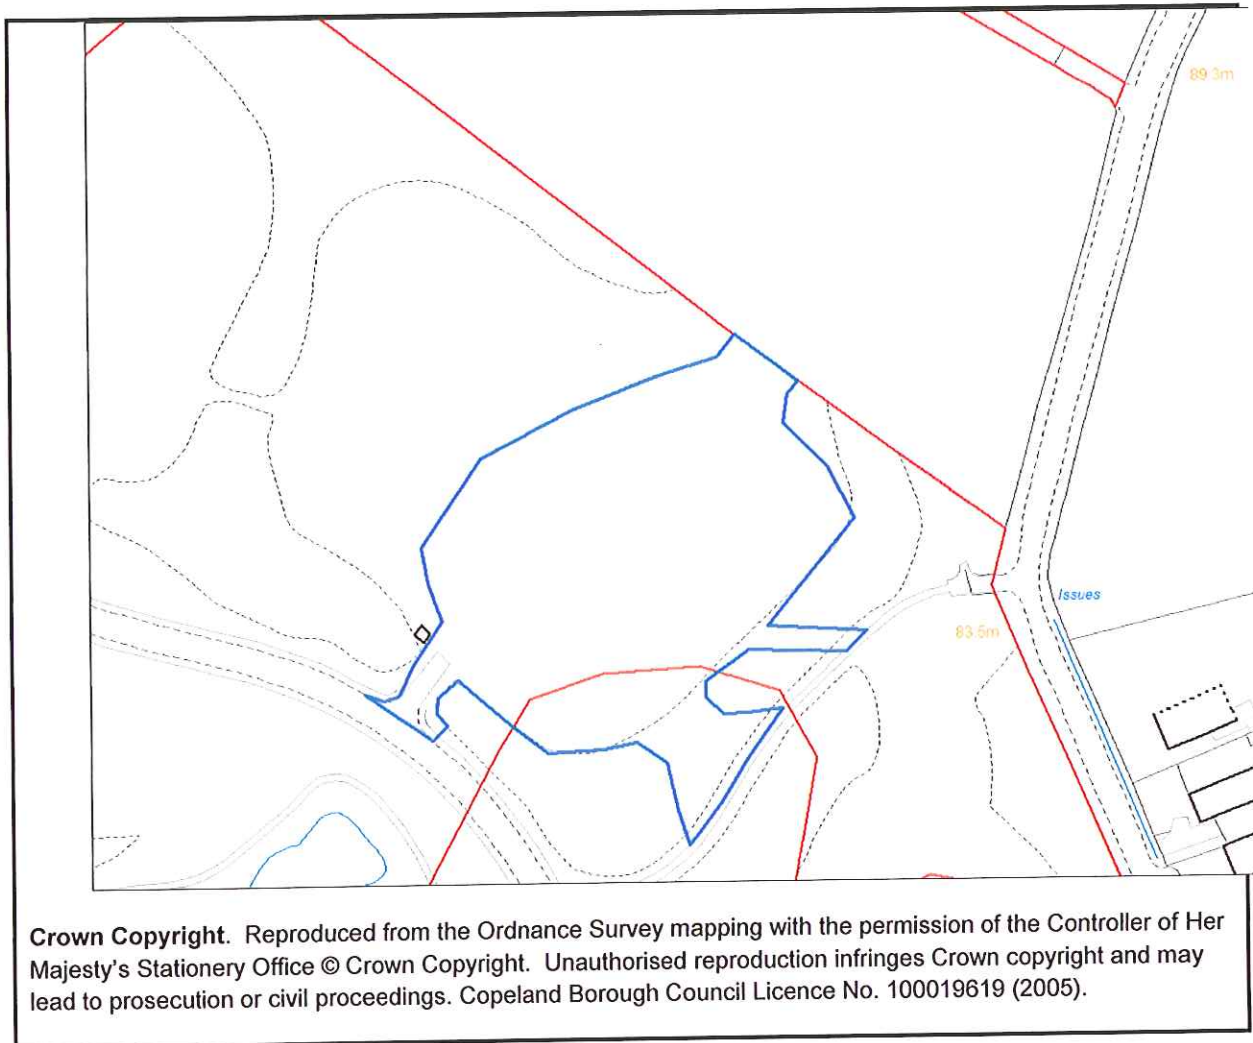 89.3m
Issues
83.5m
Crown Copyright. Reproduced from the Ordnance Survey mapping with the permission of the Controller of Her
Majesty's Stationery Office © Crown Copyright. Unauthorised reproduction infringes Crown copyright and may
lead to prosecution or civil proceedings. Copeland Borough Council Licence No. 100019619 (2005).